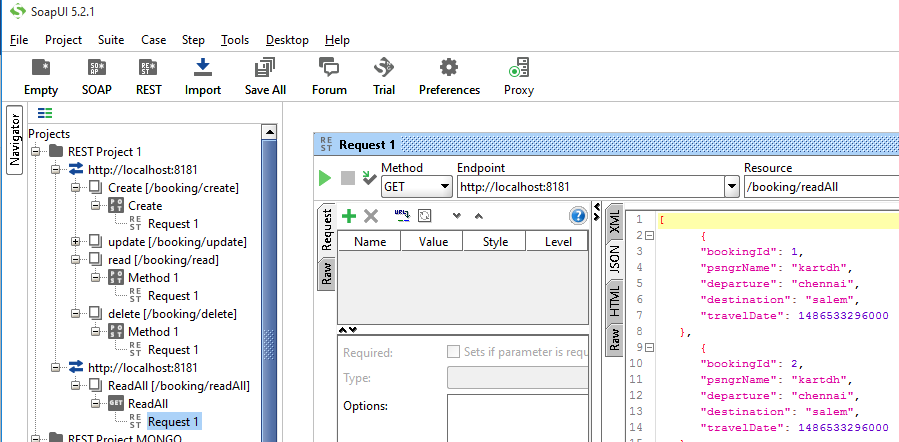 SoapUI 5.2.1
File Project Suite Case Step Tools Desktop Help
Empty SOAP REST Import Save All Forum Trial Preferences Proxy
Navigator
Projects
REST Project 1
http://localhost:8181
Create [/booking/create]
Create
Request 1
update [/booking/update]
read [/booking/read]
Method 1
Request 1
delete [/booking/delete]
Method 1
Request 1
http://localhost:8181
ReadAll [/booking/readAll]
GET ReadAll
Request 1
REST Project MONGO
Request 1
Method Endpoint Resource
GET http://localhost:8181 /booking/readAll
Request
Raw
Name Value Style Level
Required: Sets if parameter is requ
Type:
Options:
XML
JSON
HTML
Raw
1 [
2 {
3 "bookingId": 1,
4 "psngrName": "kartdh",
5 "departure": "chennai",
6 "destination": "salem",
7 "travelDate": 1486533296000
8 },
9 {
10 "bookingId": 2,
11 "psngrName": "kartdh",
12 "departure": "chennai",
13 "destination": "salem",
14 "travelDate": 1486533296000